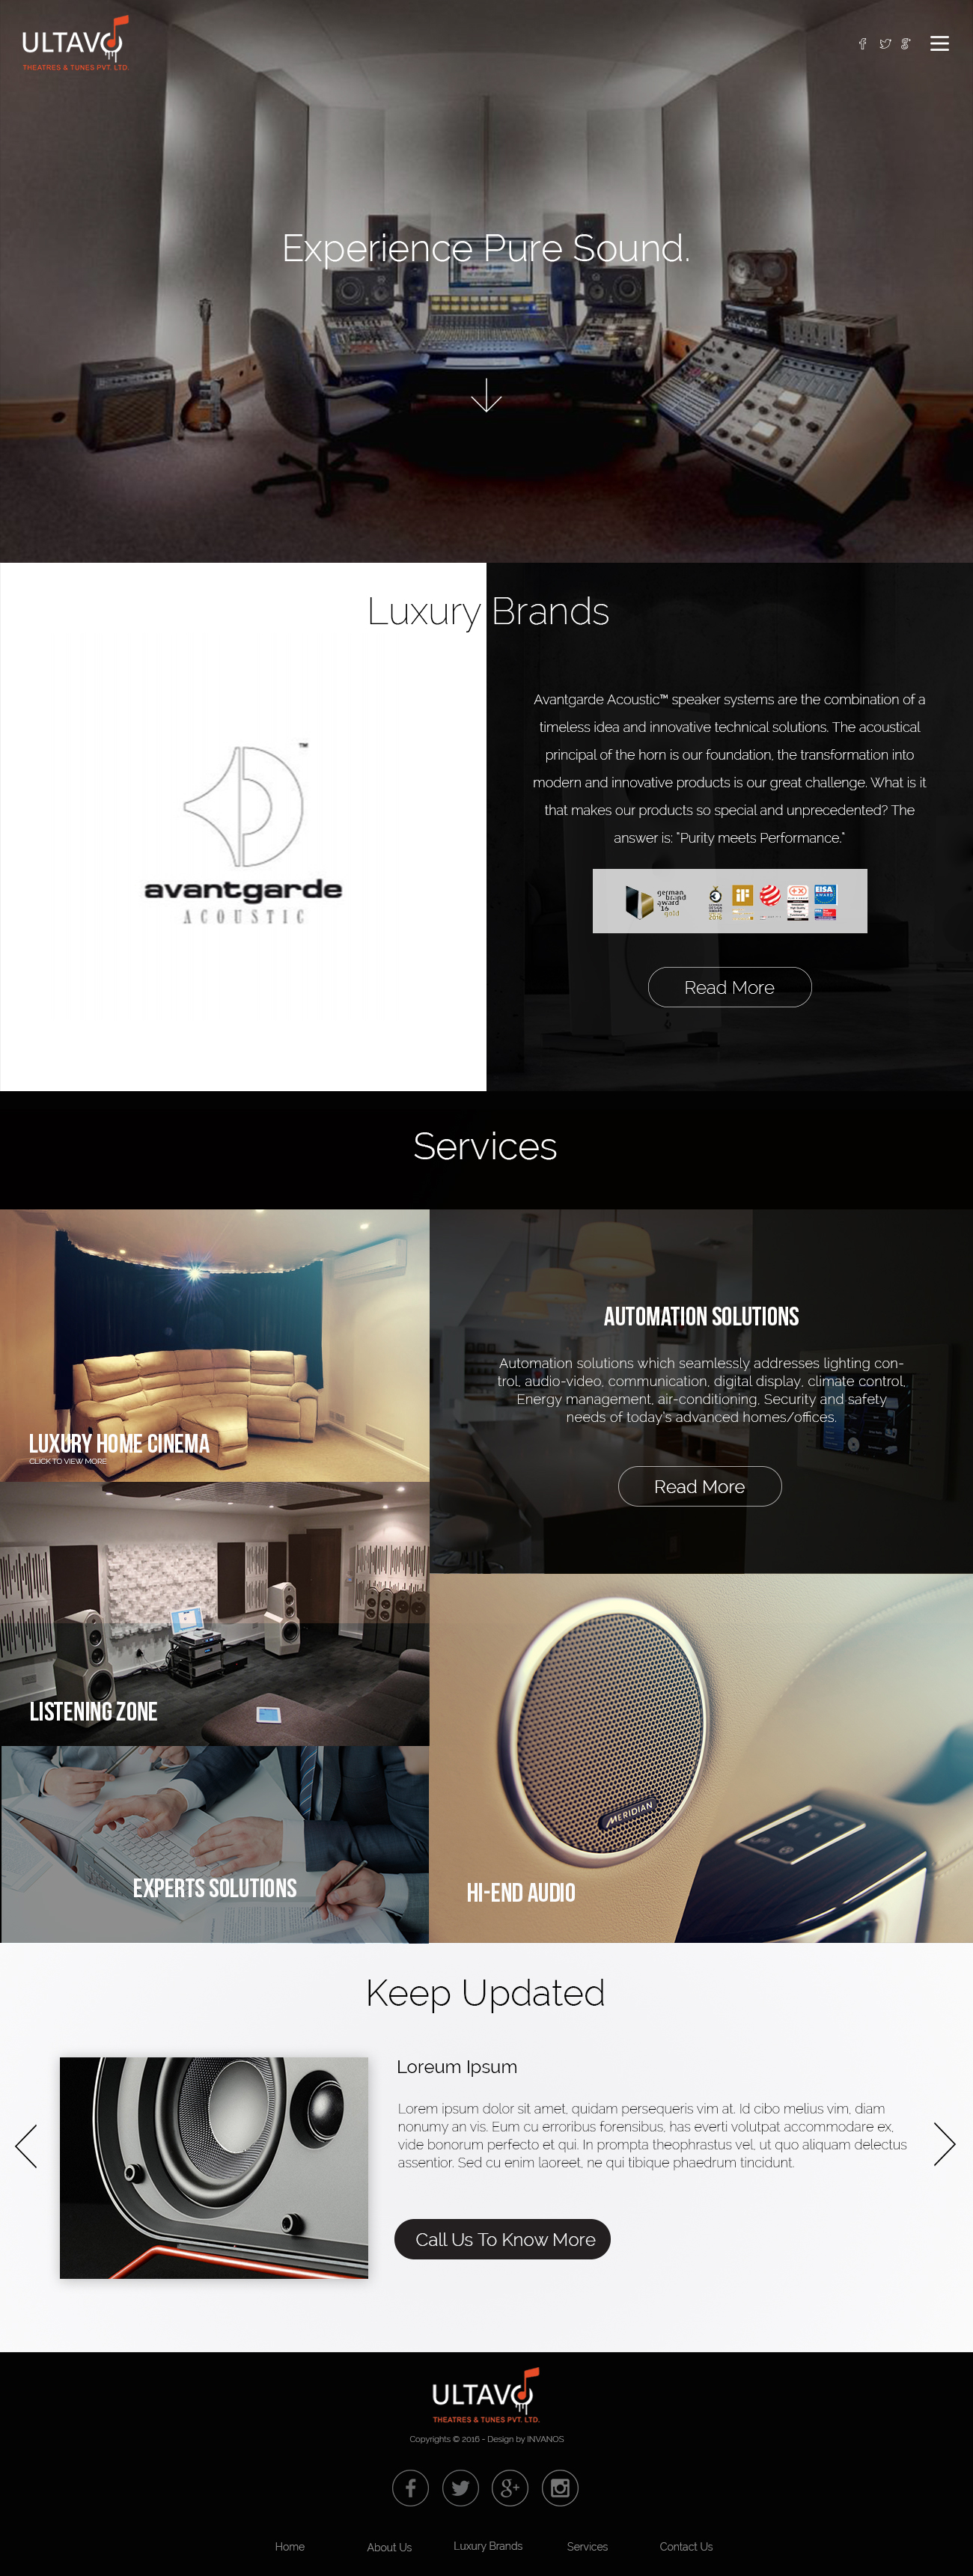 ULTAVO
THEATRES & TUNES PVT. LTD.
Experience Pure Sound.
Luxury Brands
TM
avantgarde
ACOUSTIC
Avantgarde Acoustic™ speaker systems are the combination of a
timeless idea and innovative technical solutions. The acoustical
principal of the horn is our foundation, the transformation into
modern and innovative products is our great challenge. What is it
that makes our products so special and unprecedented? The
answer is: "Purity meets Performance."
german
brand
award
16
gold
2016
iF
EISA
AWARD
Read More
Services
LUXURY HOME CINEMA
CLICK TO VIEW MORE
AUTOMATION SOLUTIONS
Automation solutions which seamlessly addresses lighting con-
trol, audio-video, communication, digital display, climate control,
Energy management, air-conditioning, Security and safety
needs of today's advanced homes/offices.
Read More
LISTENING ZONE
EXPERTS SOLUTIONS
MERIDIAN
HI-END AUDIO
Keep Updated
Loreum Ipsum
Lorem ipsum dolor sit amet, quidam persequeris vim at. Id cibo melius vim, diam
nonumy an vis. Eum cu erroribus forensibus, has everti volutpat accommodare ex,
vide bonorum perfecto et qui. In prompta theophrastus vel, ut quo aliquam delectus
assentior. Sed cu enim laoreet, ne qui tibique phaedrum tincidunt.
Call Us To Know More
ULTAVO
THEATRES & TUNES PVT. LTD.
Copyrights © 2016 - Design by INVANOS
Home About Us Luxury Brands Services Contact Us